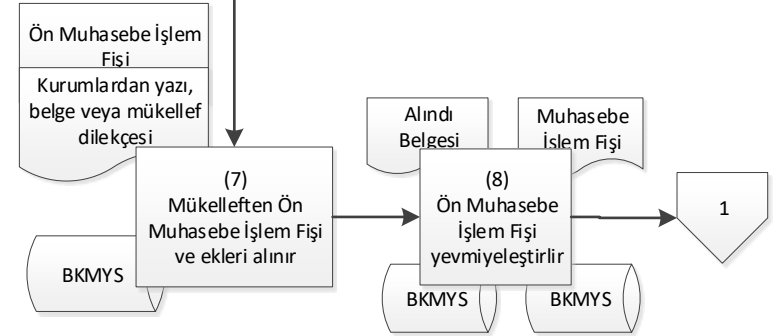 Ön Muhasebe İşlem
Fişi
Kurumlardan yazı,
belge veya mükellef
dilekçesi
(7)
Mükelleften Ön
Muhasebe İşlem Fişi
ve ekleri alınır
BKMYS
Alındı
Belgesi
Muhasebe
İşlem Fişi
(8)
Ön Muhasebe
İşlem Fişi
yevmiyeleştirlir
BKMYS
BKMYS
1